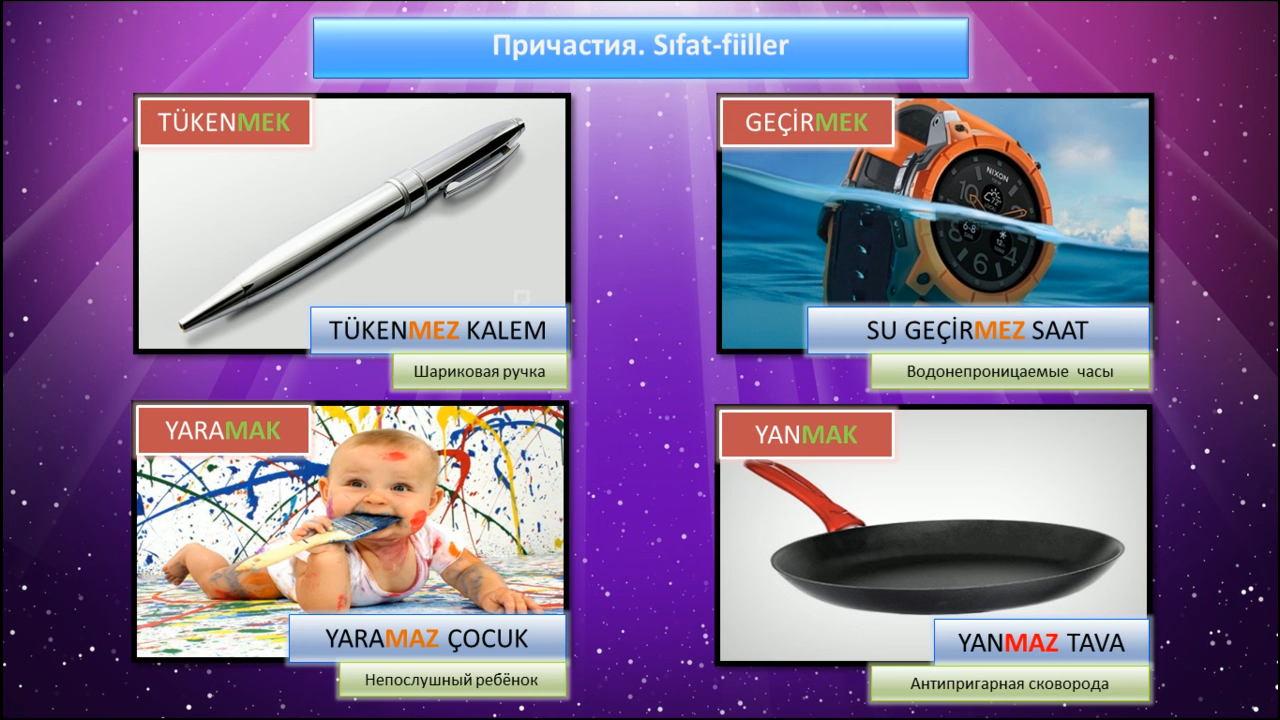 Причастия. Sıfat-fiiller
TÜKENMEK
TÜKENMEZ KALEM
Шариковая ручка
GEÇİRMEK
NIXON
SU GEÇİRMEZ SAAT
Водонепроницаемые часы
YARAMAK
YARAMAZ ÇOCUK
Непослушный ребёнок
YANMAK
YANMAZ TAVA
Антипригарная сковорода